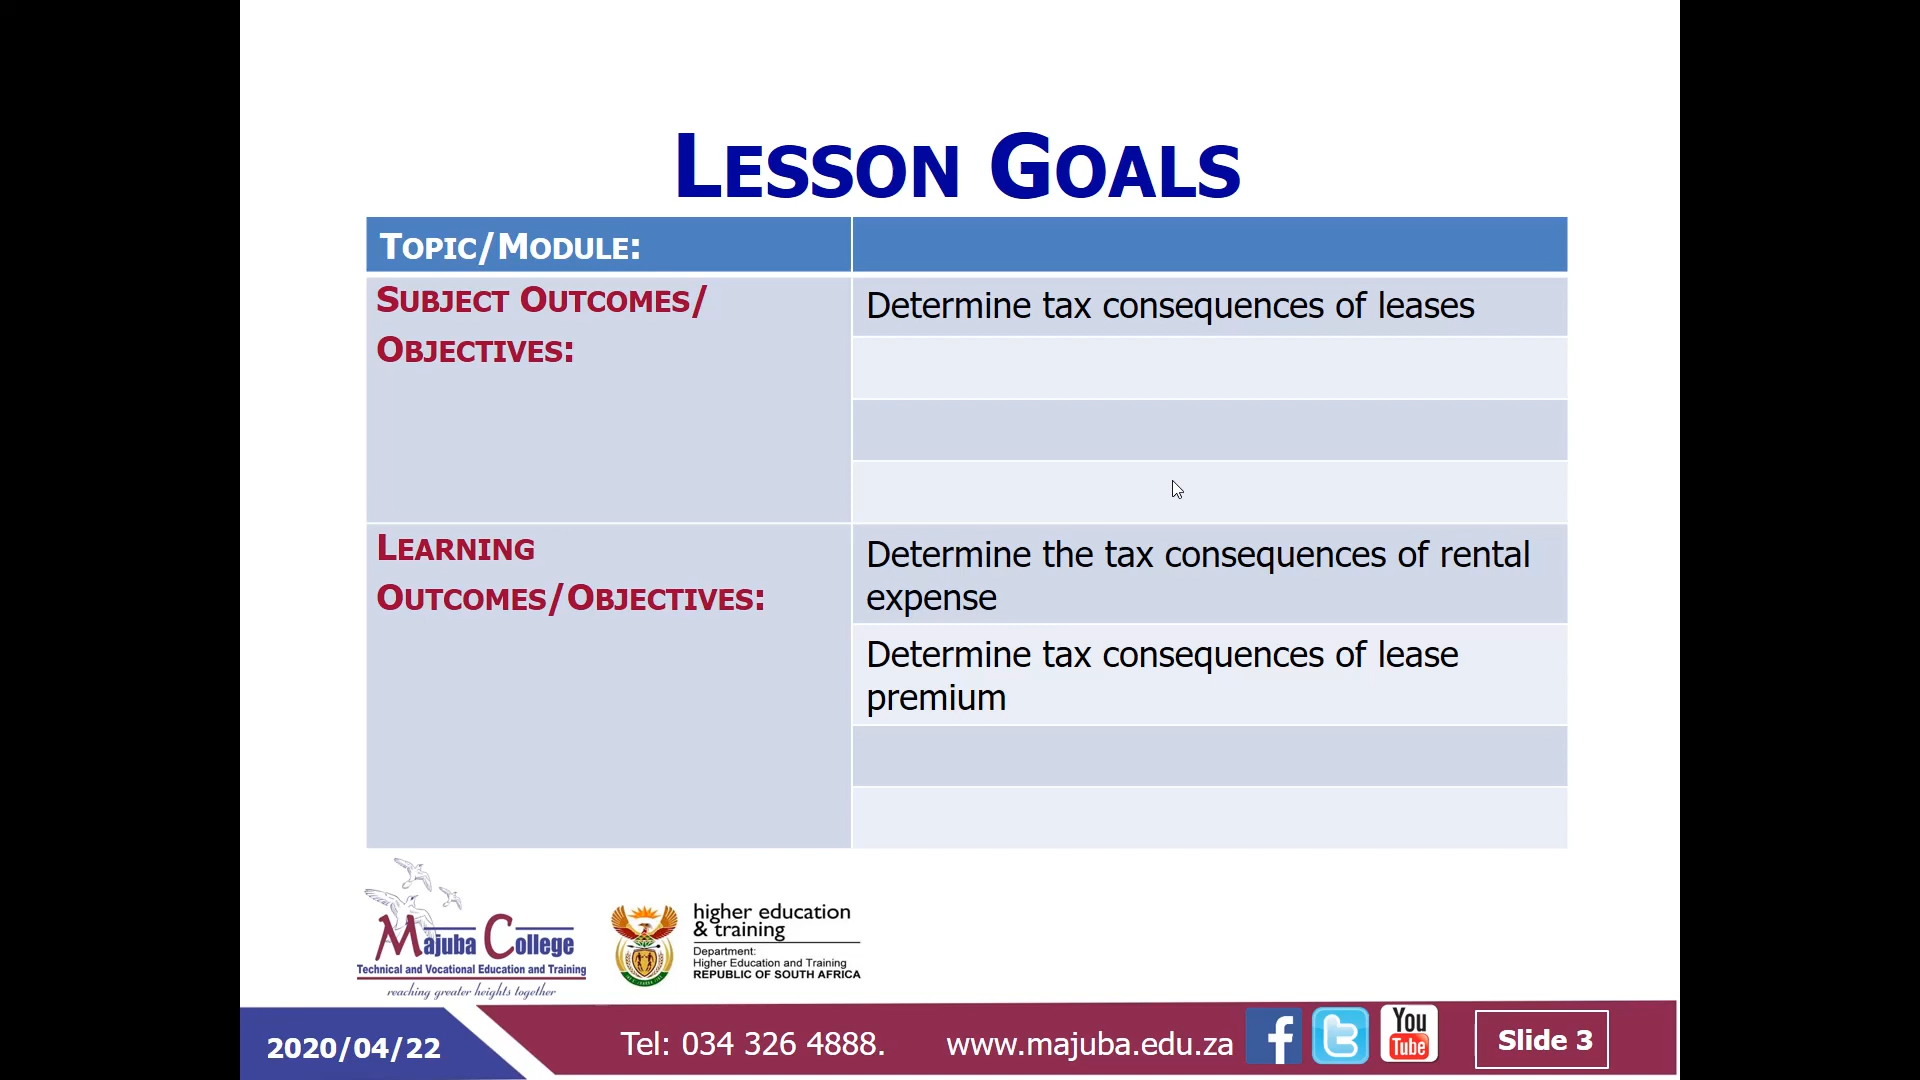 LESSON GOALS
TOPIC/MODULE:
SUBJECT OUTCOMES/
OBJECTIVES:
Determine tax consequences of leases
LEARNING
OUTCOMES/OBJECTIVES:
Determine the tax consequences of rental
expense
Determine tax consequences of lease
premium
Majuba College
Technical and Vocational Education and Training
reaching greater heights together
higher education
& training
Department:
Higher Education and Training
REPUBLIC OF SOUTH AFRICA
2020/04/22
Tel: 034 326 4888.
www.majuba.edu.za
f
t
You
Tube
Slide 3